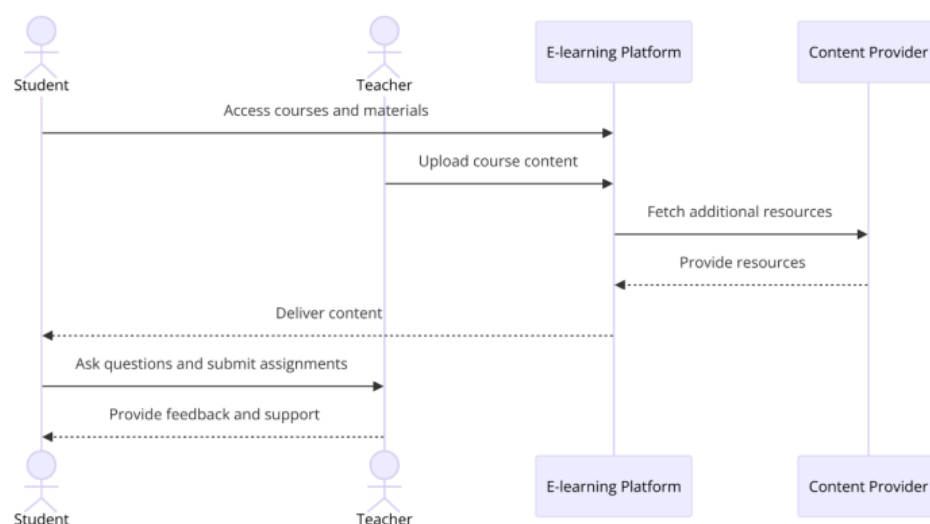 Student
Teacher
E-learning Platform
Content Provider
Access courses and materials
Upload course content
Fetch additional resources
Provide resources
Deliver content
Ask questions and submit assignments
Provide feedback and support
Student
Teacher
E-learning Platform
Content Provider